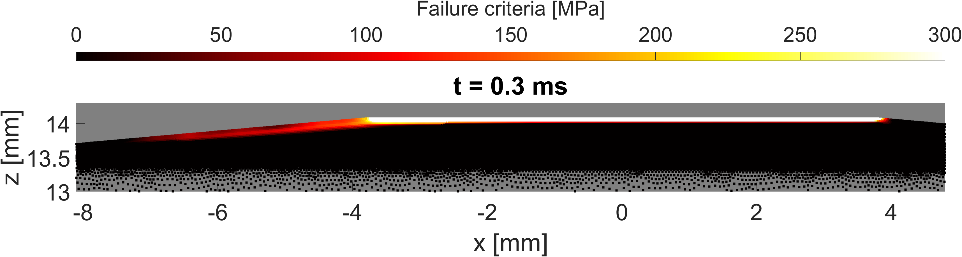 Failure criteria [MPa]
0 50 100 150 200 250 300
t = 0.3 ms
z [mm]
14
13.5
13
-8 -6 -4 -2 0 2 4
x [mm]